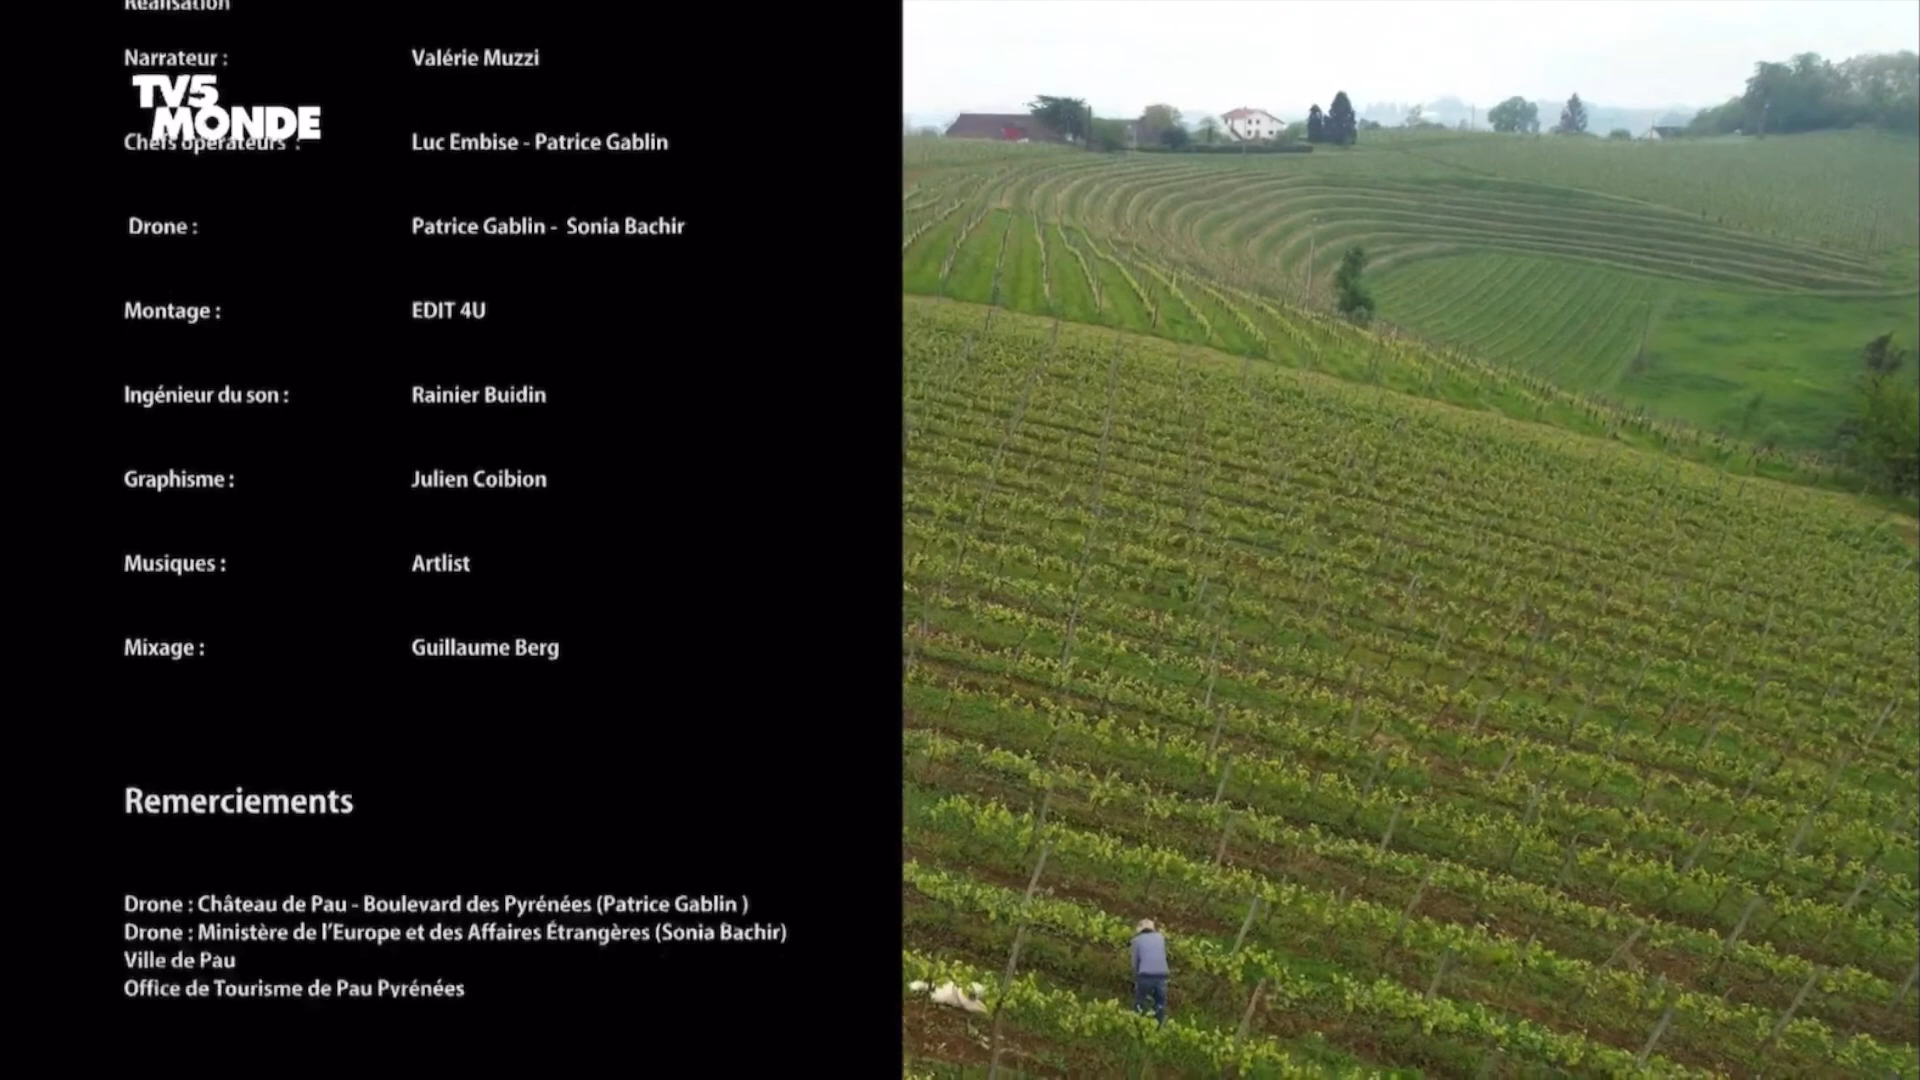 Réalisation
Narrateur : Valérie Muzzi
TV5
MONDE
Chefs opérateurs : Luc Embise - Patrice Gablin
Drone : Patrice Gablin - Sonia Bachir
Montage : EDIT 4U
Ingénieur du son : Rainier Buidin
Graphisme : Julien Coibion
Musiques : Artlist
Mixage : Guillaume Berg
Remerciements
Drone : Château de Pau - Boulevard des Pyrénées (Patrice Gablin )
Drone : Ministère de l'Europe et des Affaires Étrangères (Sonia Bachir)
Ville de Pau
Office de Tourisme de Pau Pyrénées